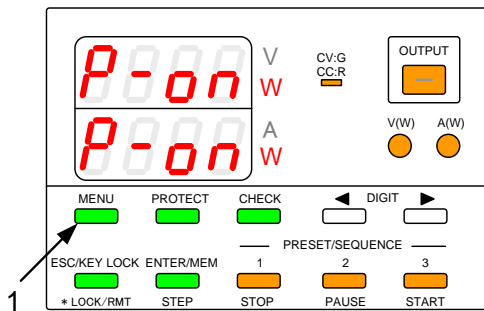 P-on V
W
CV:G
CC:R
OUTPUT
P-on A
W
V(W) A(W)
MENU PROTECT CHECK ◀ DIGIT ▶
PRESET/SEQUENCE
ESC/KEY LOCK ENTER/MEM 1 2 3
1
* LOCK/RMT STEP STOP PAUSE START